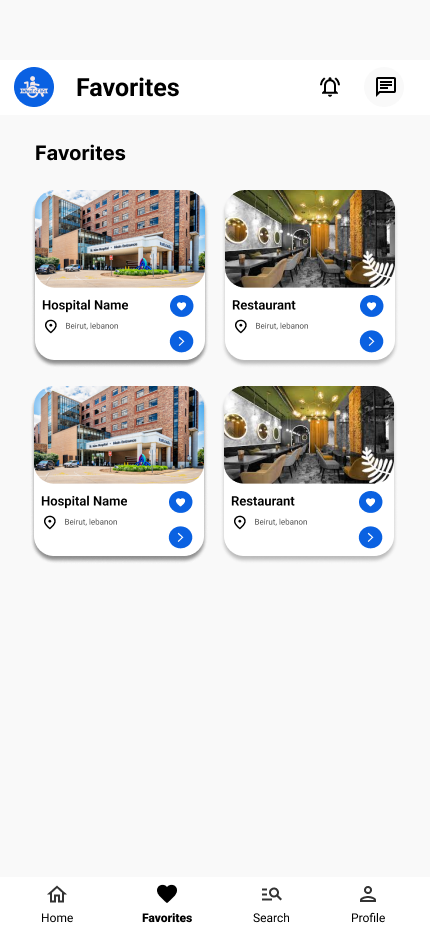 Favorites
Favorites
Hospital Name
Beirut, lebanon
Restaurant
Beirut, lebanon
Hospital Name
Beirut, lebanon
Restaurant
Beirut, lebanon
Home
Favorites
Search
Profile